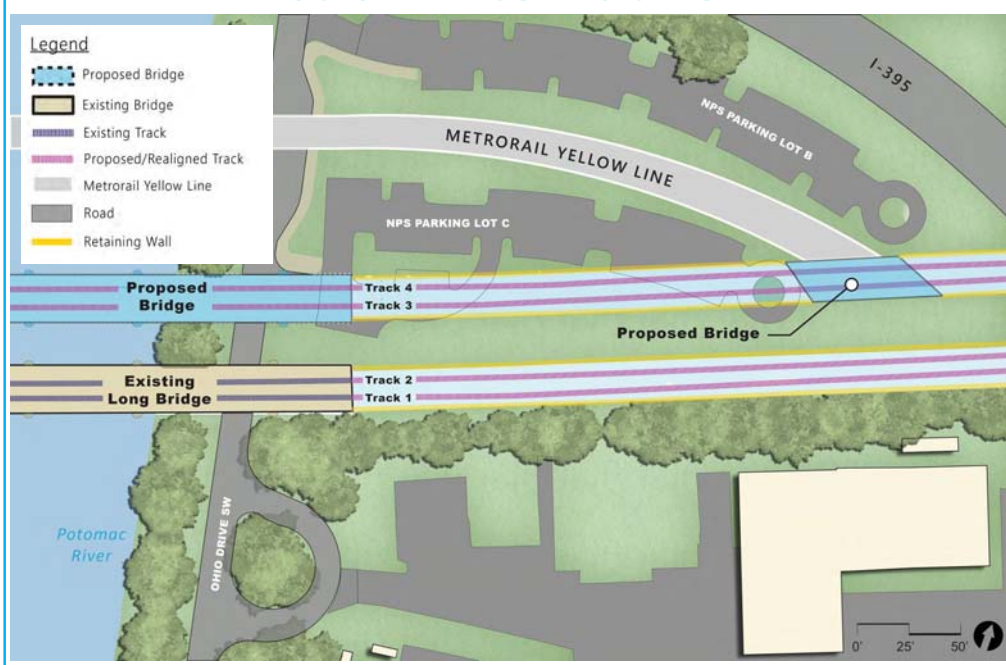 Legend
Proposed Bridge
Existing Bridge
Existing Track
Proposed/Realigned Track
Metrorail Yellow Line
Road
Retaining Wall
I-395
NPS PARKING LOT B
METRORAIL YELLOW LINE
NPS PARKING LOT C
Proposed
Bridge
Track 4
Track 3
Proposed Bridge
Existing
Long Bridge
Track 2
Track 1
Potomac
River
OHIO DRIVE SW
0' 25' 50'